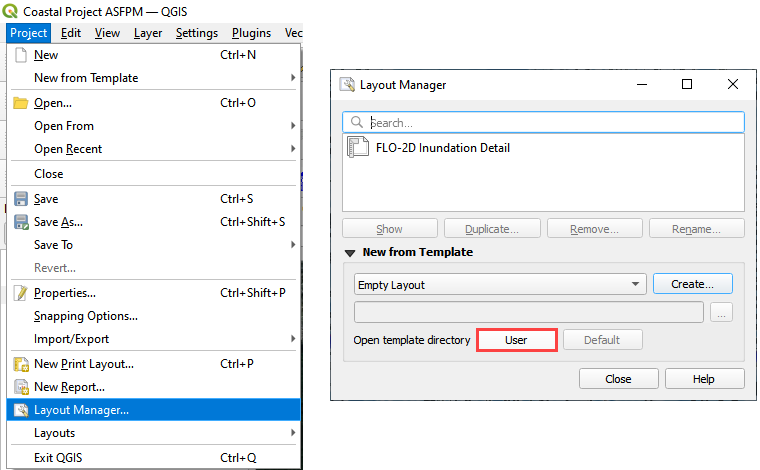 Coastal Project ASFPM — QGIS
Project Edit View Layer Settings Plugins Vec
New Ctrl+N
New from Template
Open... Ctrl+O
Open From
Open Recent
Close
Save Ctrl+S
Save As... Ctrl+Shift+S
Save To
Revert...
Properties... Ctrl+Shift+P
Snapping Options...
Import/Export
New Print Layout... Ctrl+P
New Report...
Layout Manager...
Layouts
Exit QGIS Ctrl+Q
Layout Manager
Search...
FLO-2D Inundation Detail
Show Duplicate... Remove... Rename...
New from Template
Empty Layout Create...
...
Open template directory User Default
Close Help